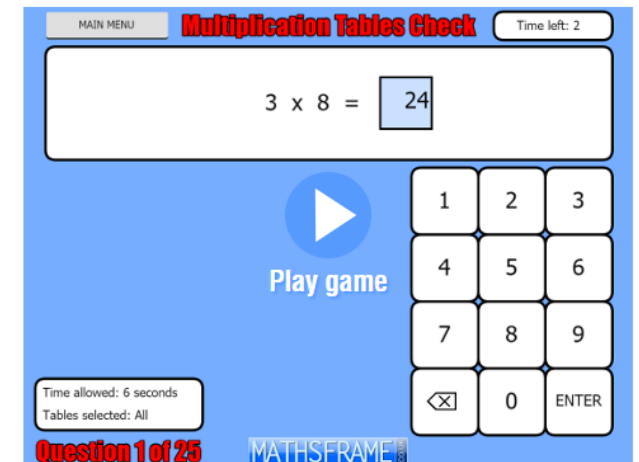 MAIN MENU
Multiplication Tables Check
Time left: 2
3 x 8 = 24
Play game
1 2 3
4 5 6
7 8 9
0 ENTER
Time allowed: 6 seconds
Tables selected: All
Question 1 of 25
MATHSFRAME